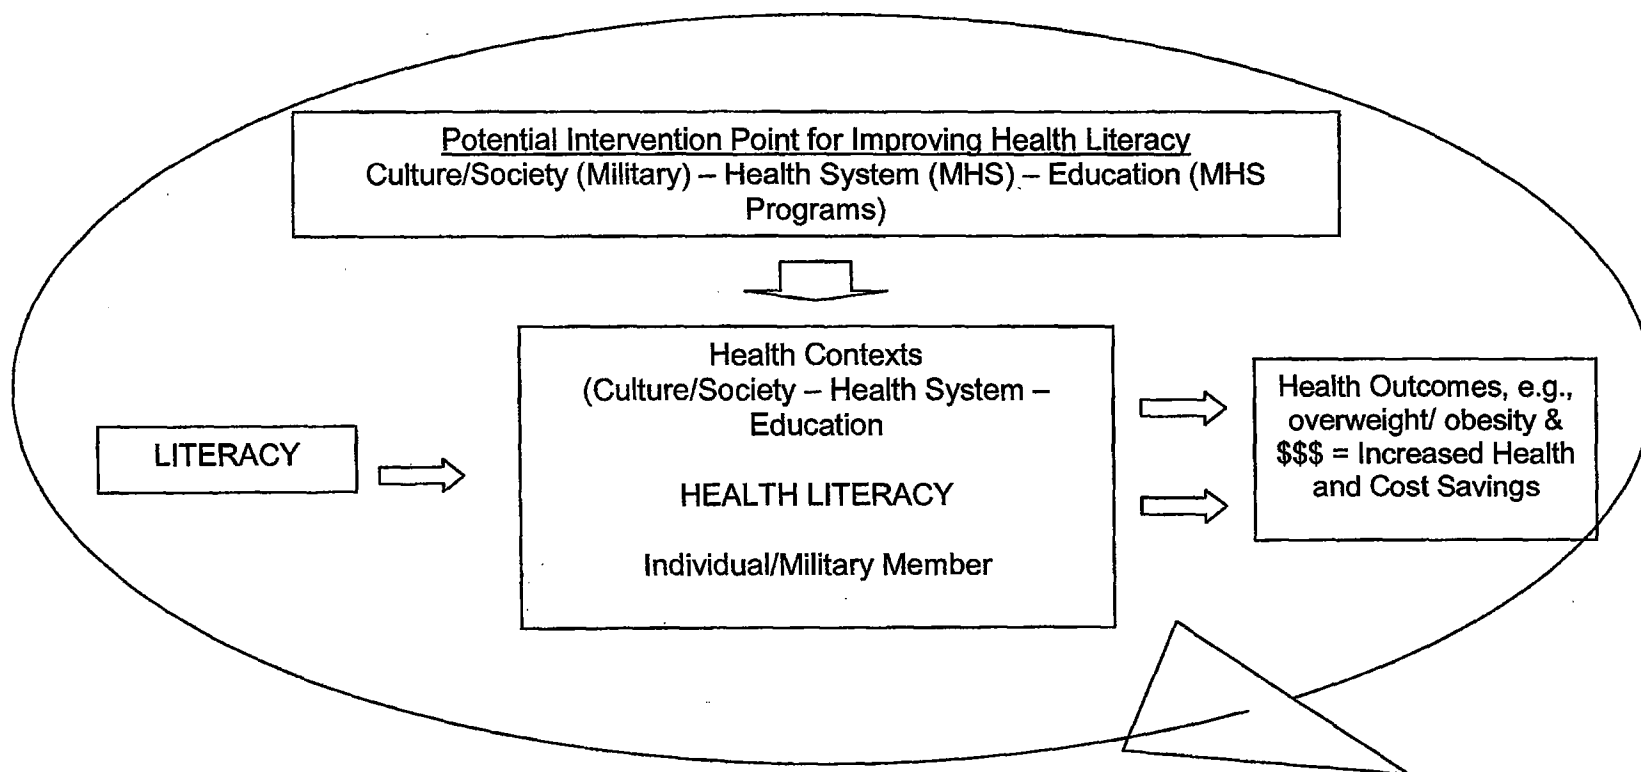 Potential Intervention Point for Improving Health Literacy
Culture/Society (Military) – Health System (MHS) – Education (MHS
Programs)
LITERACY
Health Contexts
(Culture/Society – Health System –
Education
HEALTH LITERACY
Individual/Military Member
Health Outcomes, e.g.,
overweight/ obesity &
$$$ = Increased Health
and Cost Savings